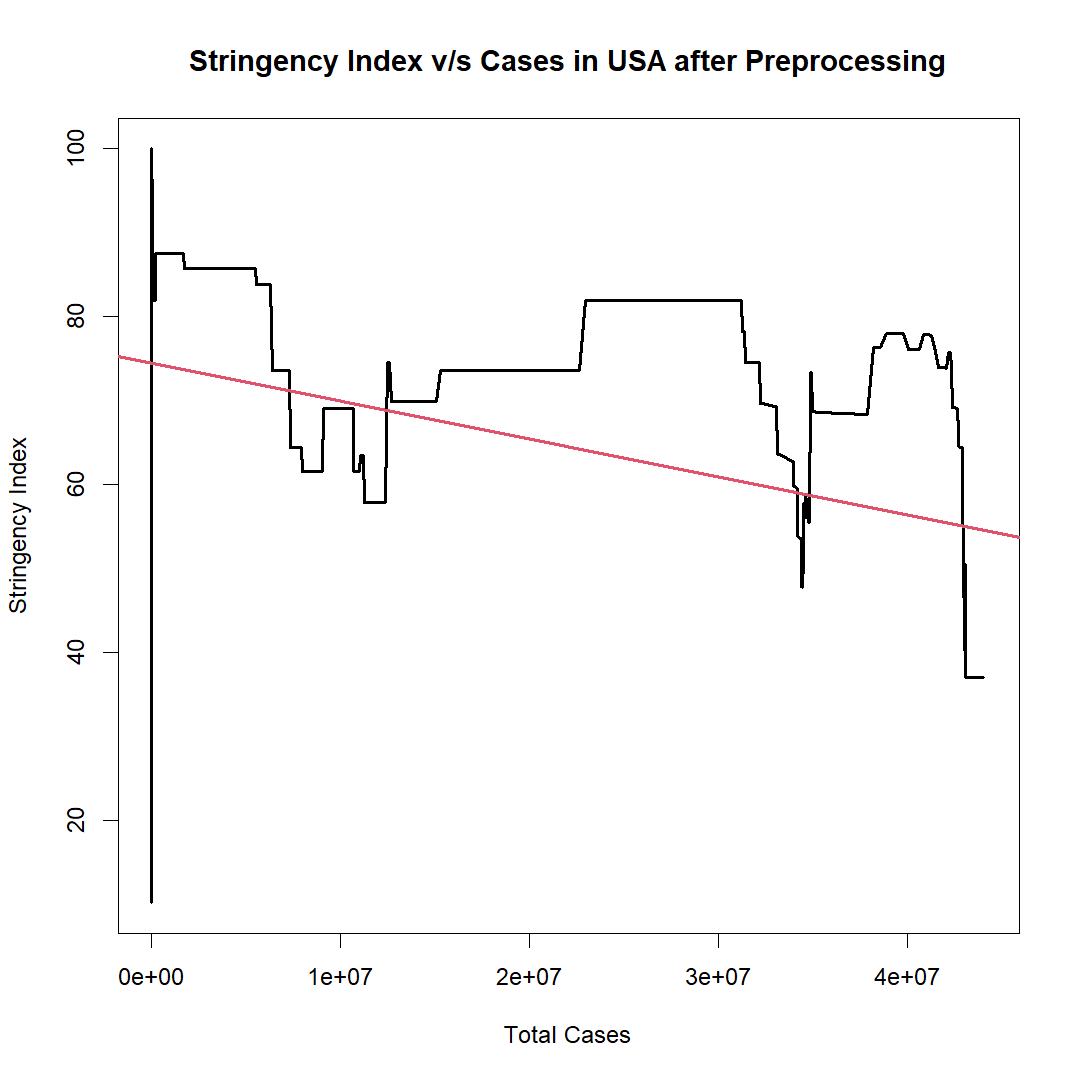 Stringency Index v/s Cases in USA after Preprocessing
100
80
60
40
20
Stringency Index
0e+00 1e+07 2e+07 3e+07 4e+07
Total Cases